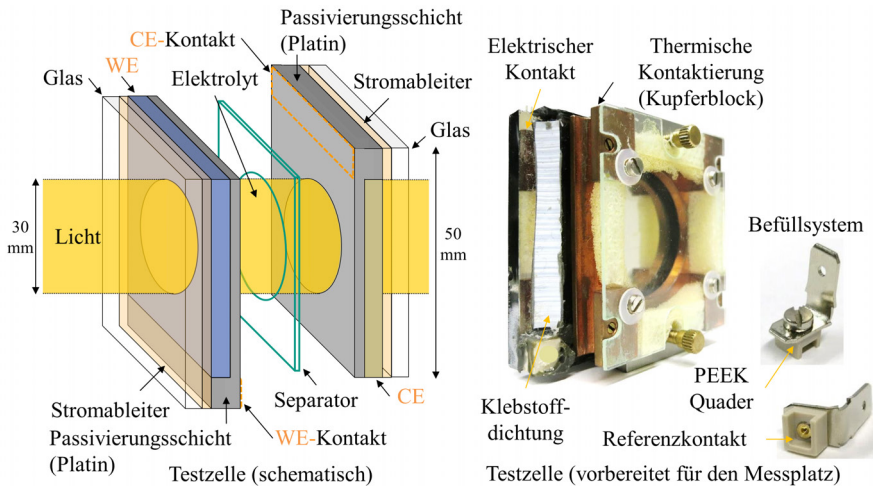 Passivierungsschicht
(Platin)
CE-Kontakt
WE
Elektrolyt
Stromableiter
Glas
Glas
30
mm
Licht
50
mm
Stromableiter
Passivierungsschicht
(Platin)
Separator
CE
WE-Kontakt
Testzelle (schematisch)
Elektrischer
Kontakt
Thermische
Kontaktierung
(Kupferblock)
Befüllsystem
PEEK
Quader
Klebstoff-
dichtung
Referenzkontakt
Testzelle (vorbereitet für den Messplatz)